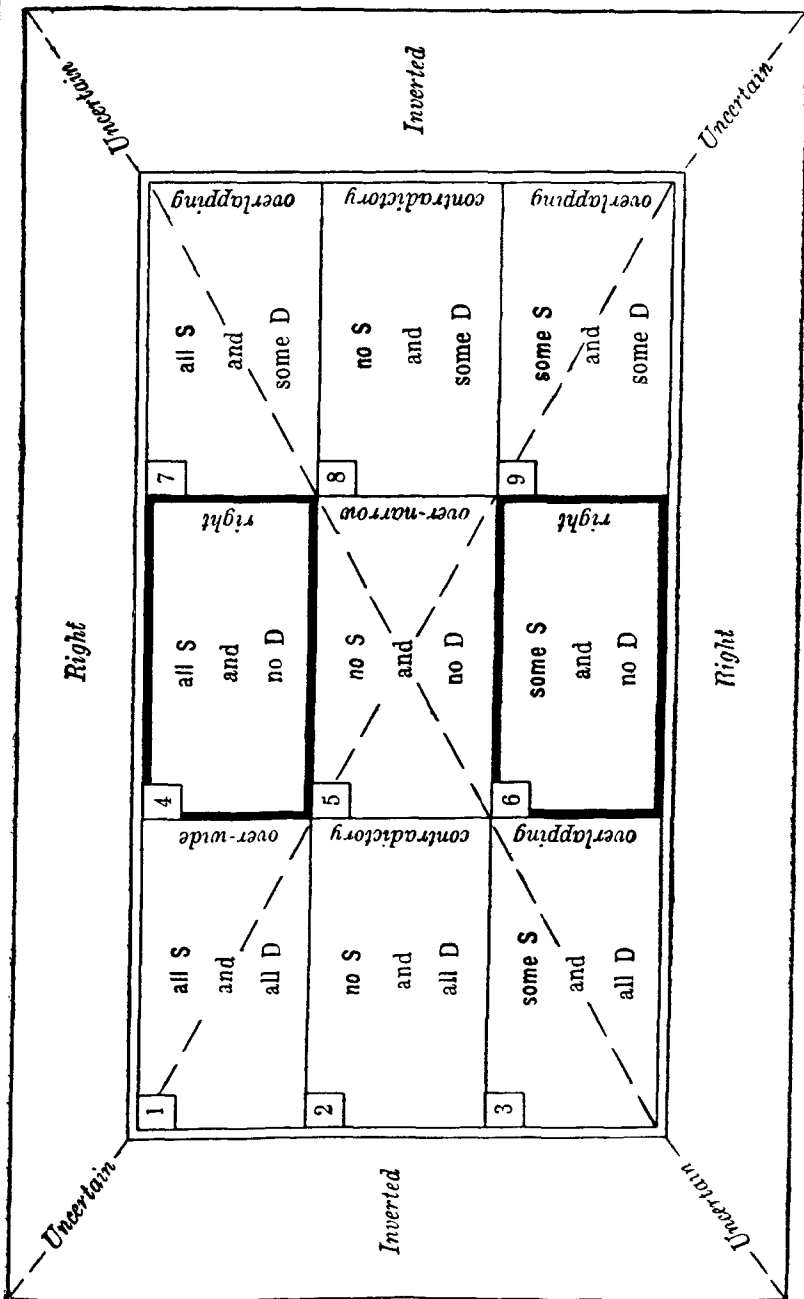 Uncertain
Right
Uncertain
Inverted
1
over-wide
all S
and
all D
4
right
all S
and
no D
7
overlapping
all S
and
some D
2
contradictory
no S
and
all D
5
over-narrow
no S
and
no D
8
contradictory
no S
and
some D
3
overlapping
some S
and
all D
6
right
some S
and
no D
9
overlapping
some S
and
some D
Inverted
Uncertain
Right
Uncertain